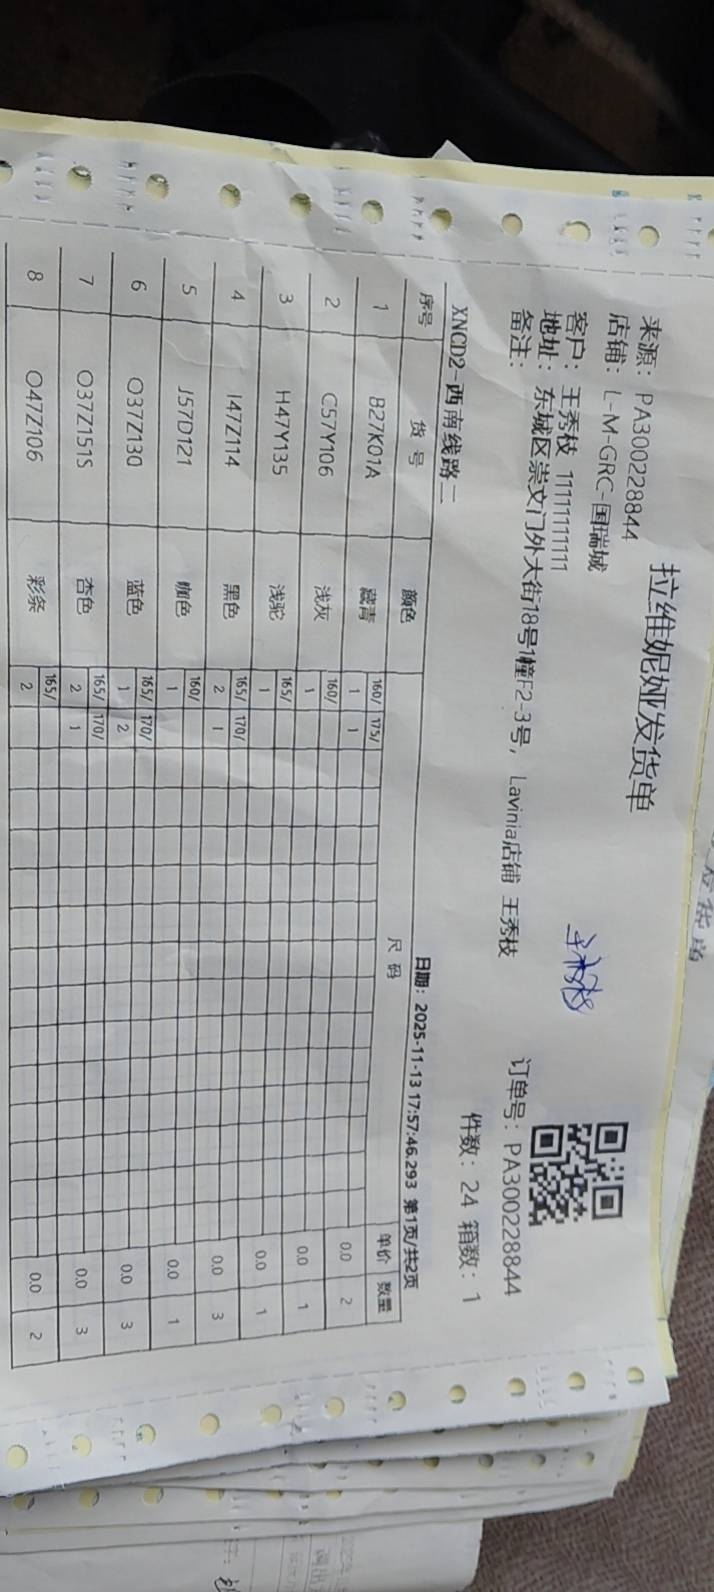 拉维妮娅发货单
来源： PA300228844
店铺： L-M-GRC-国瑞城
客户： 王秀枝 11111111111
地址： 东城区崇文门外大街18号1幢F2-3号， Lavinia店铺 王秀枝
备注：
王秀枝
订单号： PA300228844
件数： 24 箱数： 1
XNCD2-西南线路二
日期： 2025-11-13 17:57:46.293 第1页/共2页
序号 货号 颜色 尺码 单价 数量
1 B27K01A 藏青 160/ 175/ 0.0 2
1 1
2 C57Y106 浅灰 160/ 0.0 1
1
3 H47Y135 浅驼 165/ 0.0 1
1
4 I47Z114 黑色 165/ 170/ 0.0 3
2 1
5 J57D121 咖色 160/ 0.0 1
1
6 O37Z130 蓝色 165/ 170/ 0.0 3
1 2
7 O37Z151S 杏色 165/ 170/ 0.0 3
2 1
8 O47Z106 彩条 165/ 0.0 2
2